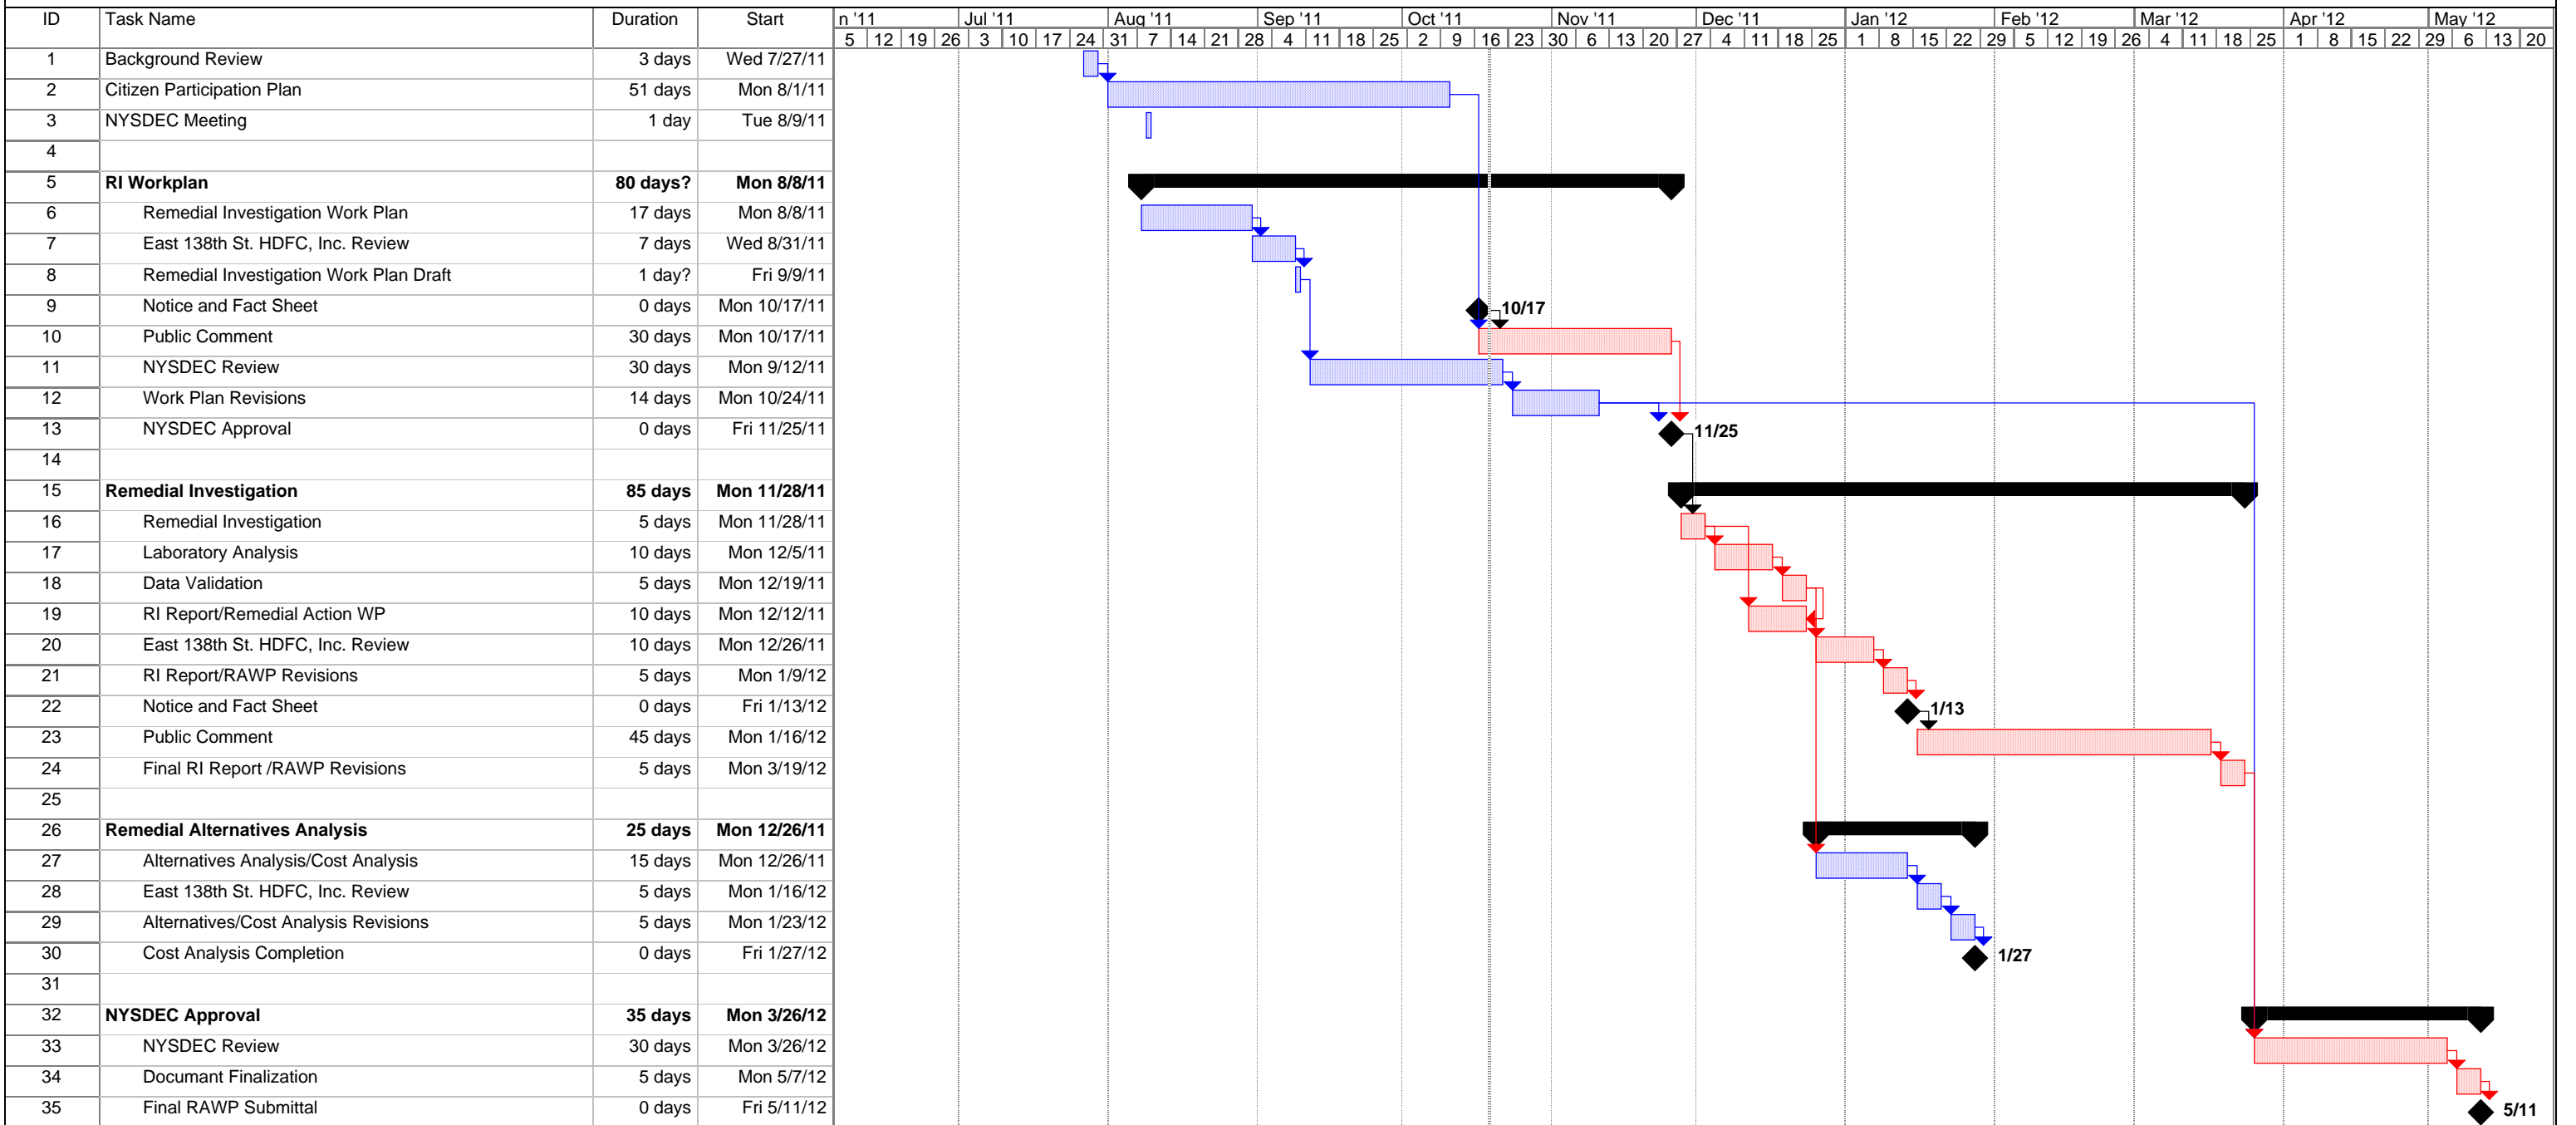 ID Task Name Duration Start n '11 Jul '11 Aug '11 Sep '11 Oct '11 Nov '11 Dec '11 Jan '12 Feb '12 Mar '12 Apr '12 May '12
5 12 19 26 3 10 17 24 31 7 14 21 28 4 11 18 25 2 9 16 23 30 6 13 20 27 4 11 18 25 1 8 15 22 29 5 12 19 26 4 11 18 25 1 8 15 22 29 6 13 20
1 Background Review 3 days Wed 7/27/11
2 Citizen Participation Plan 51 days Mon 8/1/11
3 NYSDEC Meeting 1 day Tue 8/9/11
4
5 RI Workplan 80 days? Mon 8/8/11
6 Remedial Investigation Work Plan 17 days Mon 8/8/11
7 East 138th St. HDFC, Inc. Review 7 days Wed 8/31/11
8 Remedial Investigation Work Plan Draft 1 day? Fri 9/9/11
9 Notice and Fact Sheet 0 days Mon 10/17/11 10/17
10 Public Comment 30 days Mon 10/17/11
11 NYSDEC Review 30 days Mon 9/12/11
12 Work Plan Revisions 14 days Mon 10/24/11
13 NYSDEC Approval 0 days Fri 11/25/11 11/25
14
15 Remedial Investigation 85 days Mon 11/28/11
16 Remedial Investigation 5 days Mon 11/28/11
17 Laboratory Analysis 10 days Mon 12/5/11
18 Data Validation 5 days Mon 12/19/11
19 RI Report/Remedial Action WP 10 days Mon 12/12/11
20 East 138th St. HDFC, Inc. Review 10 days Mon 12/26/11
21 RI Report/RAWP Revisions 5 days Mon 1/9/12
22 Notice and Fact Sheet 0 days Fri 1/13/12 1/13
23 Public Comment 45 days Mon 1/16/12
24 Final RI Report /RAWP Revisions 5 days Mon 3/19/12
25
26 Remedial Alternatives Analysis 25 days Mon 12/26/11
27 Alternatives Analysis/Cost Analysis 15 days Mon 12/26/11
28 East 138th St. HDFC, Inc. Review 5 days Mon 1/16/12
29 Alternatives/Cost Analysis Revisions 5 days Mon 1/23/12
30 Cost Analysis Completion 0 days Fri 1/27/12 1/27
31
32 NYSDEC Approval 35 days Mon 3/26/12
33 NYSDEC Review 30 days Mon 3/26/12
34 Documant Finalization 5 days Mon 5/7/12
35 Final RAWP Submittal 0 days Fri 5/11/12 5/11